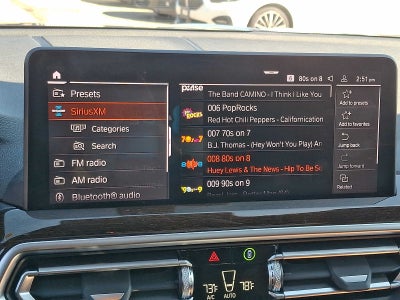 6 80s on 8 2:51 pm
Presets
SiriusXM
Categories
Search
FM radio
AM radio
Bluetooth® audio
pulse
The Band CAMINO - I Think I Like You
006 PopRocks
Red Hot Chili Peppers - Californication
007 70s on 7
B.J. Thomas - (Hey Won't You Play) An
008 80s on 8
Huey Lewis & The News - Hip To Be S
009 90s on 9
Add to presets
Add to favorites
Jump back
Jump forward
Related
73°F
A/C
AUTO